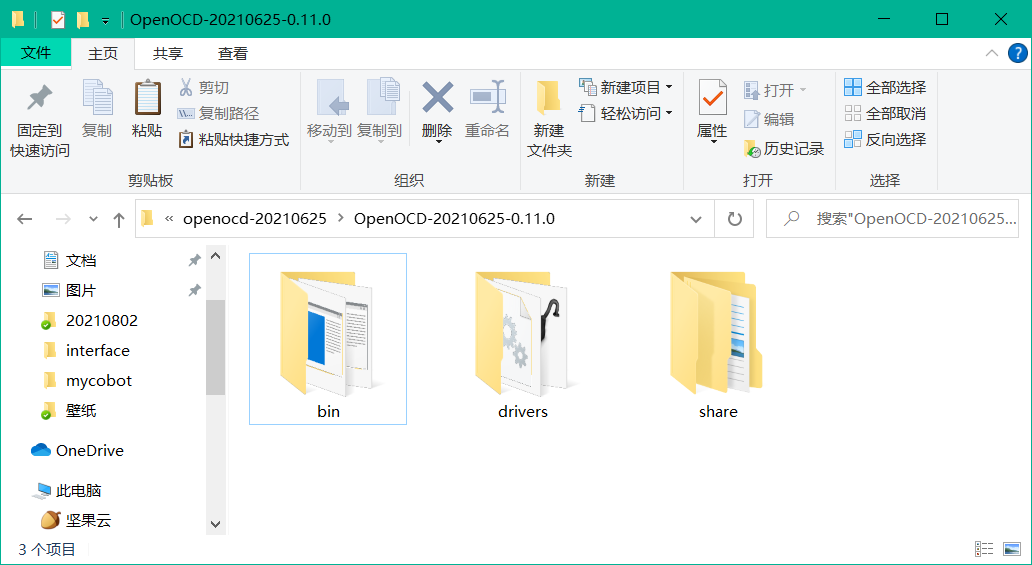 OpenOCD-20210625-0.11.0
文件 主页 共享 查看
固定到
快速访问
复制
粘贴
剪切
复制路径
粘贴快捷方式
剪贴板
移动到
复制到
删除
重命名
组织
新建
文件夹
新建项目
轻松访问
新建
属性
打开
编辑
历史记录
打开
全部选择
全部取消
反向选择
选择
« openocd-20210625 > OpenOCD-20210625-0.11.0
搜索"OpenOCD-20210625...
文档
图片
20210802
interface
mycobot
壁纸
OneDrive
此电脑
坚果云
bin
drivers
share
3 个项目